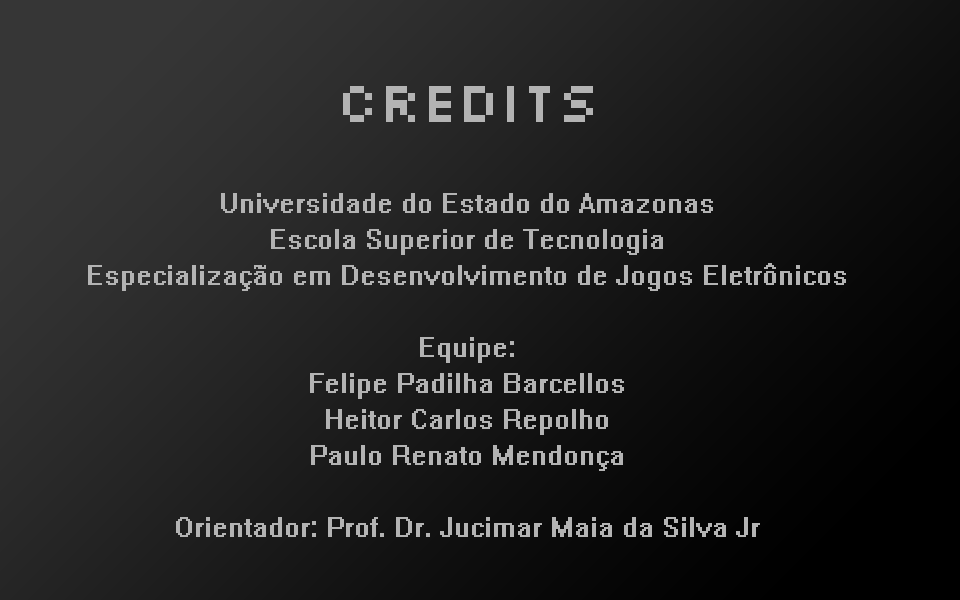 CREDITS
Universidade do Estado do Amazonas
Escola Superior de Tecnologia
Especialização em Desenvolvimento de Jogos Eletrônicos
Equipe:
Felipe Padilha Barcellos
Heitor Carlos Repolho
Paulo Renato Mendonça
Orientador: Prof. Dr. Jucimar Maia da Silva Jr